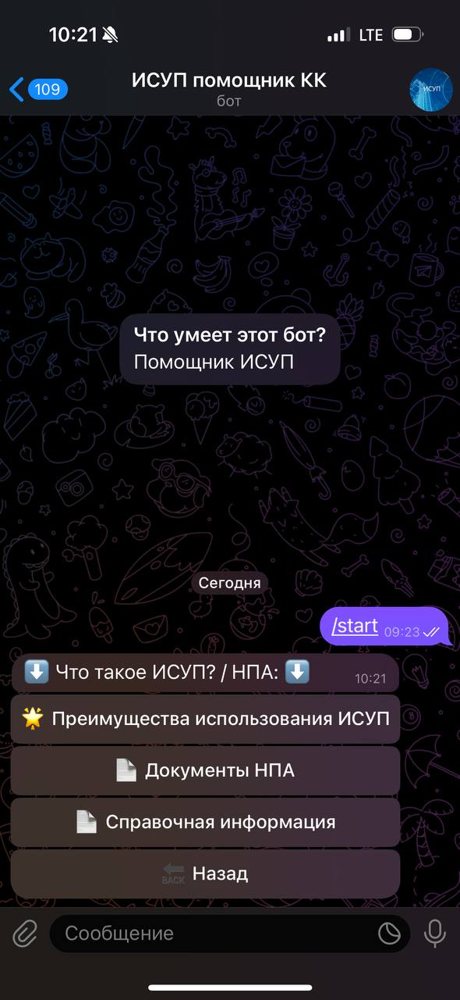 10:21
LTE
109
ИСУП помощник КК
бот
ИСУП
Что умеет этот бот?
Помощник ИСУП
Сегодня
/start 09:23
⬇️ Что такое ИСУП? / НПА: ⬇️ 10:21
🌟 Преимущества использования ИСУП
📄 Документы НПА
📄 Справочная информация
🔙 Назад
Сообщение